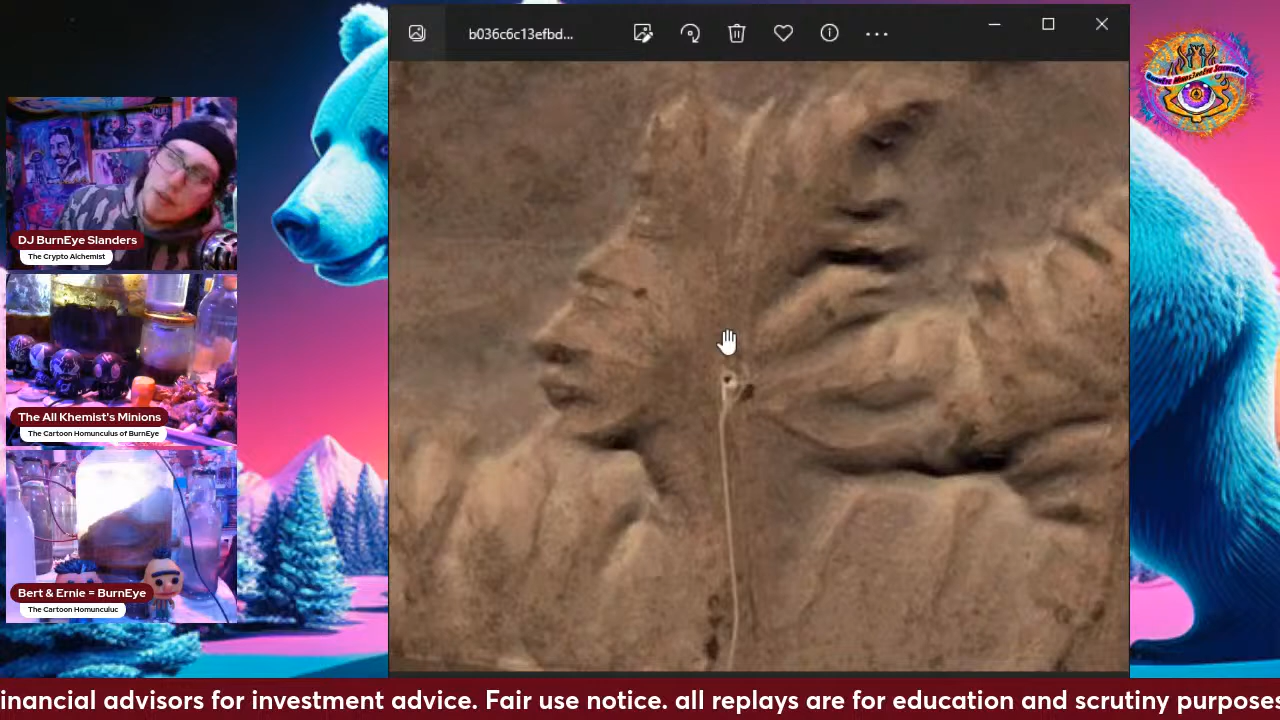 b036c6c13efbd...
DJ BurnEye Slanders
The Crypto Alchemist
The All Khemist's Minions
The Cartoon Homunculus of BurnEye
Bert & Ernie = BurnEye
The Cartoon Homunculuc
inancial advisors for investment advice. Fair use notice. all replays are for education and scrutiny purposes